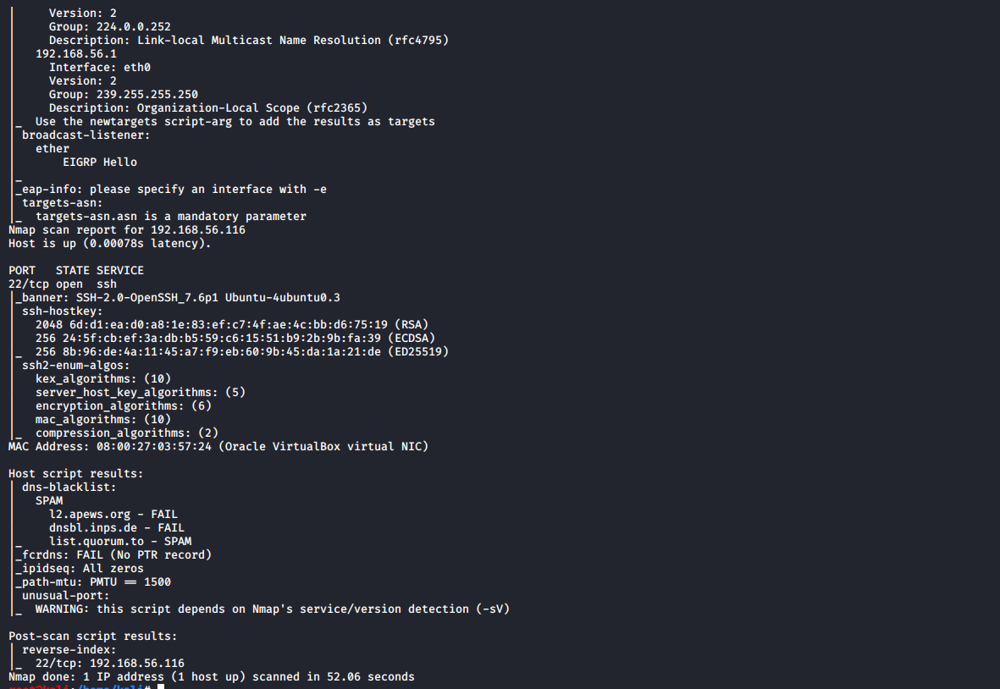 Version: 2
Group: 224.0.0.252
Description: Link-local Multicast Name Resolution (rfc4795)
192.168.56.1
Interface: eth0
Version: 2
Group: 239.255.255.250
Description: Organization-Local Scope (rfc2365)
|_  Use the newtargets script-arg to add the results as targets
| broadcast-listener:
|   ether
|       EIGRP Hello
|
|_
|_eap-info: please specify an interface with -e
| targets-asn:
|_  targets-asn.asn is a mandatory parameter
Nmap scan report for 192.168.56.116
Host is up (0.00078s latency).
PORT   STATE SERVICE
22/tcp open  ssh
|_banner: SSH-2.0-OpenSSH_7.6p1 Ubuntu-4ubuntu0.3
| ssh-hostkey:
|   2048 6d:d1:ea:d0:a8:1e:83:ef:c7:4f:ae:4c:bb:d6:75:19 (RSA)
|   256 24:5f:cb:ef:3a:db:b5:59:c6:15:51:b9:2b:9b:fa:39 (ECDSA)
|_  256 8b:96:de:4a:11:45:a7:f9:eb:60:9b:45:da:1a:21:de (ED25519)
| ssh2-enum-algos:
|   kex_algorithms: (10)
|   server_host_key_algorithms: (5)
|   encryption_algorithms: (6)
|   mac_algorithms: (10)
|_  compression_algorithms: (2)
MAC Address: 08:00:27:03:57:24 (Oracle VirtualBox virtual NIC)
Host script results:
| dns-blacklist:
|   SPAM
|     l2.apews.org - FAIL
|     dnsbl.inps.de - FAIL
|_    list.quorum.to - SPAM
|_fcrdns: FAIL (No PTR record)
|_ipidseq: All zeros
|_path-mtu: PMTU == 1500
| unusual-port:
|_  WARNING: this script depends on Nmap's service/version detection (-sV)
Post-scan script results:
| reverse-index:
|_  22/tcp: 192.168.56.116
Nmap done: 1 IP address (1 host up) scanned in 52.06 seconds